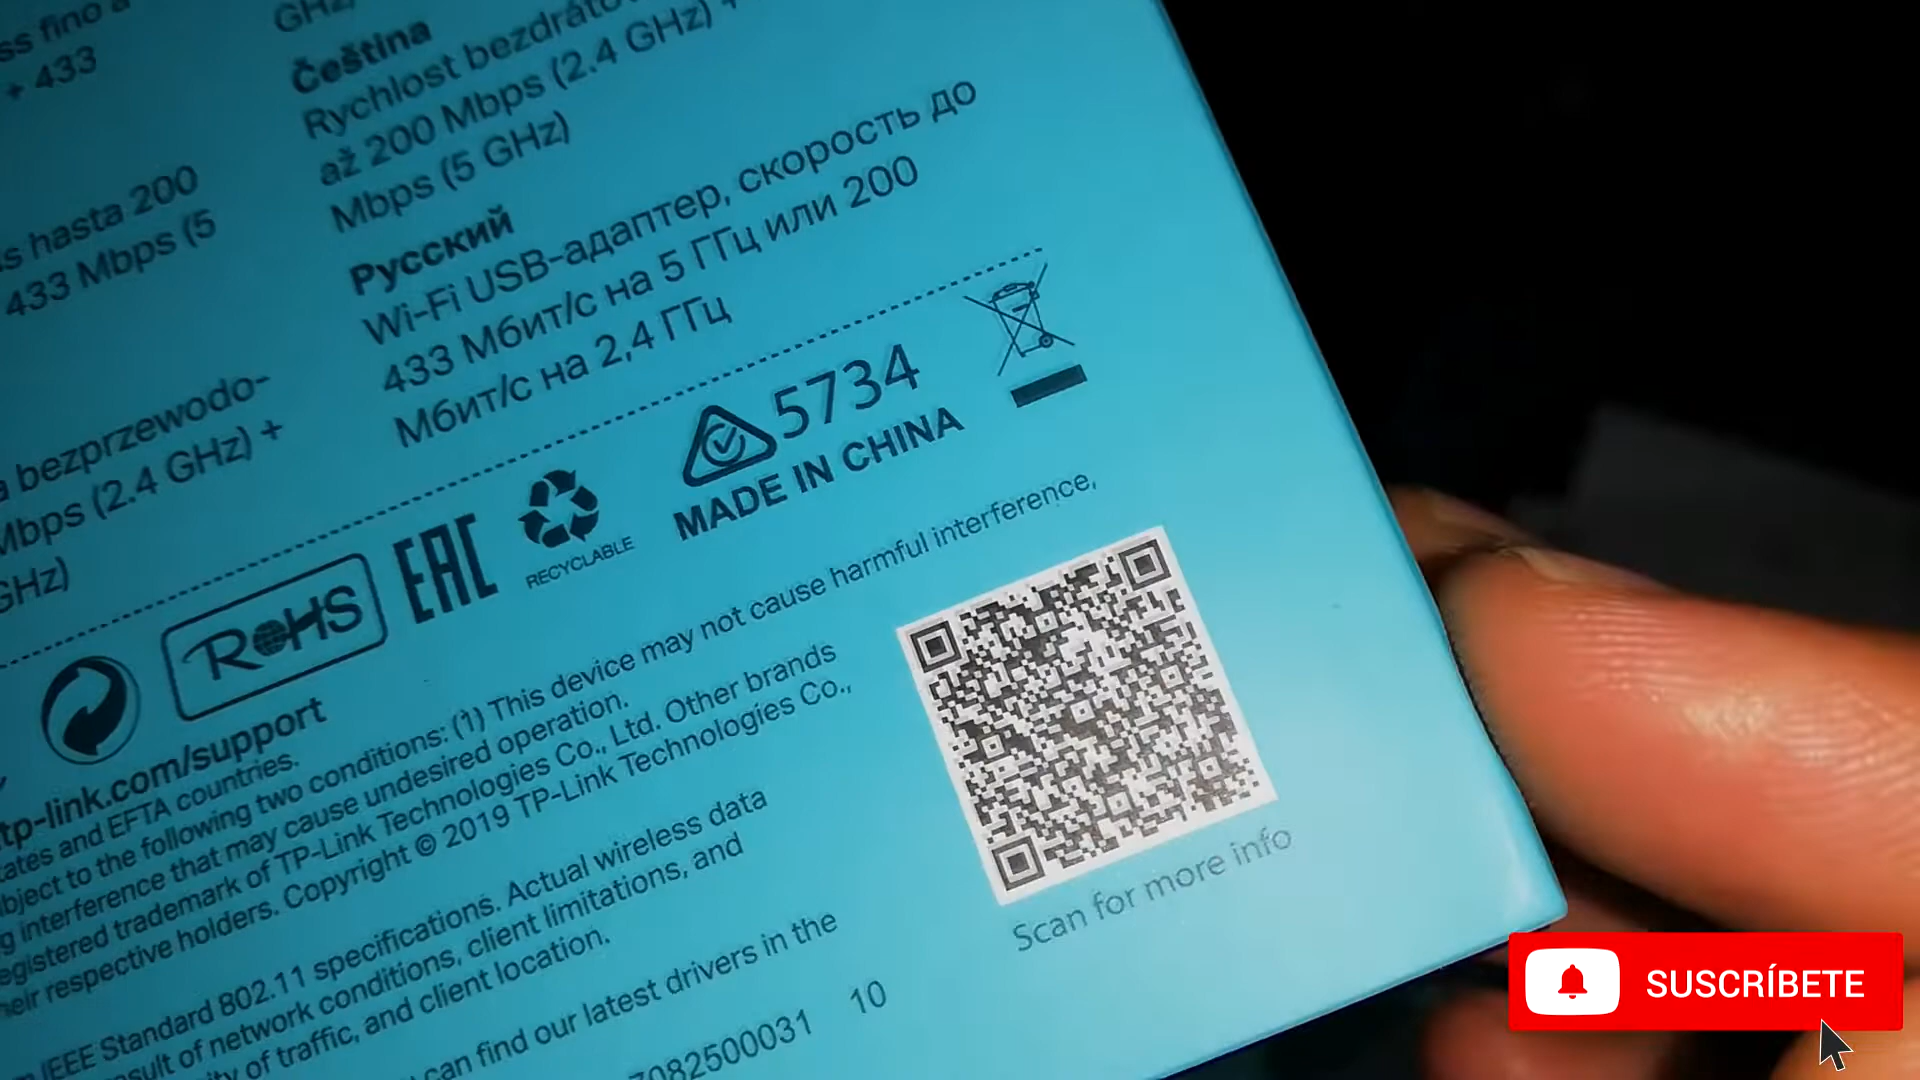 ss fino a
+ 433
GHz)
Čeština
Rychlost bezdráto
až 200 Mbps (2.4 GHz) +
Mbps (5 GHz)
ss hasta 200
433 Mbps (5
Русский
Wi-Fi USB-адаптер, скорость до
433 Мбит/с на 5 ГГц или 200
Мбит/с на 2,4 ГГц
a bezprzewodo-
Mbps (2.4 GHz) +
GHz)
RoHS
EAC
RECYCLABLE
5734
MADE IN CHINA
tp-link.com/support
tates and EFTA countries.
bject to the following two conditions: (1) This device may not cause harmful interference,
g interference that may cause undesired operation.
egistered trademark of TP-Link Technologies Co., Ltd. Other brands
heir respective holders. Copyright © 2019 TP-Link Technologies Co.,
m IEEE Standard 802.11 specifications. Actual wireless data
sult of network conditions, client limitations, and
ity of traffic, and client location.
can find our latest drivers in the
7082500031 10
Scan for more info
SUSCRÍBETE